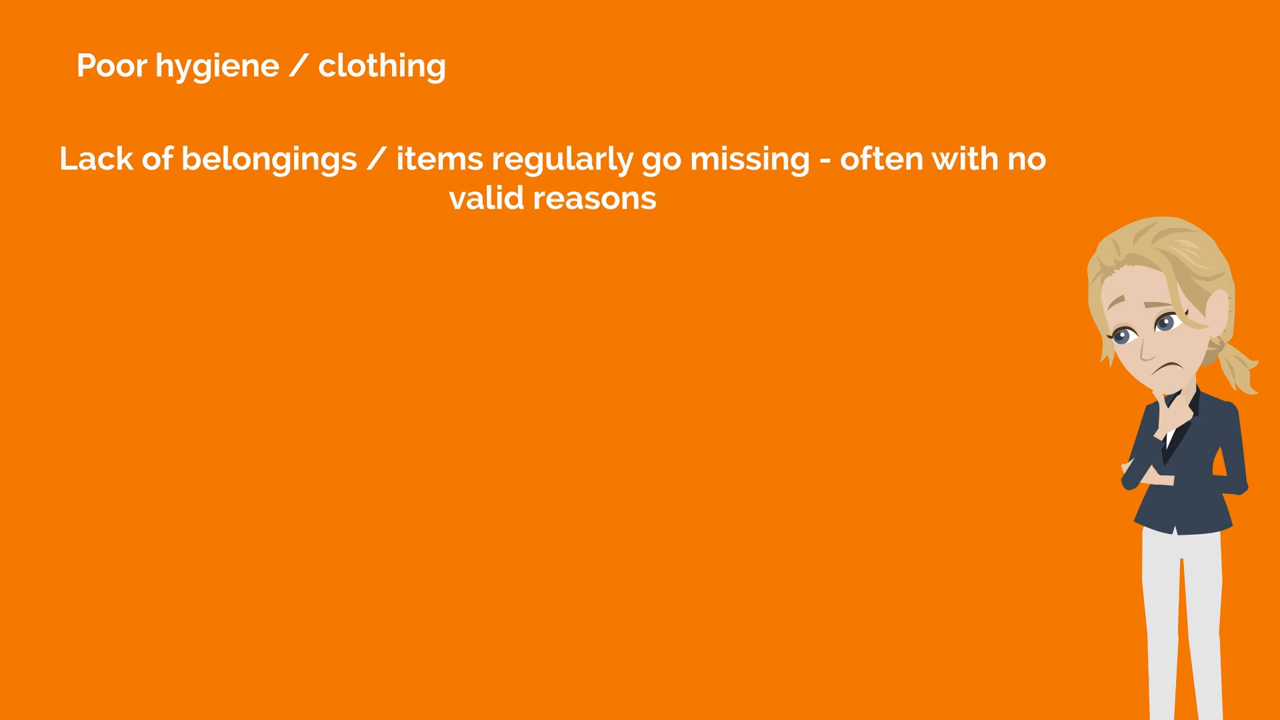 Poor hygiene / clothing
Lack of belongings / items regularly go missing - often with no
valid reasons